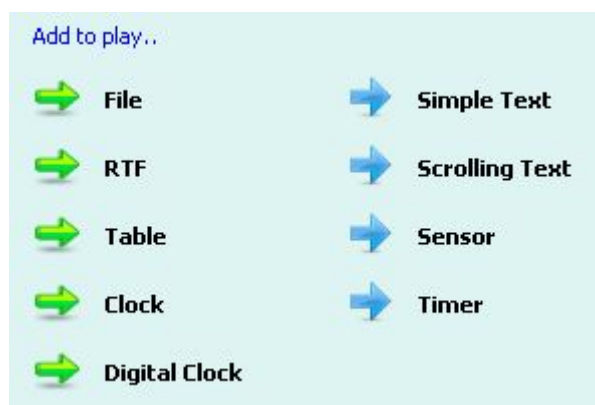 Add to play..
File
Simple Text
RTF
Scrolling Text
Table
Sensor
Clock
Timer
Digital Clock